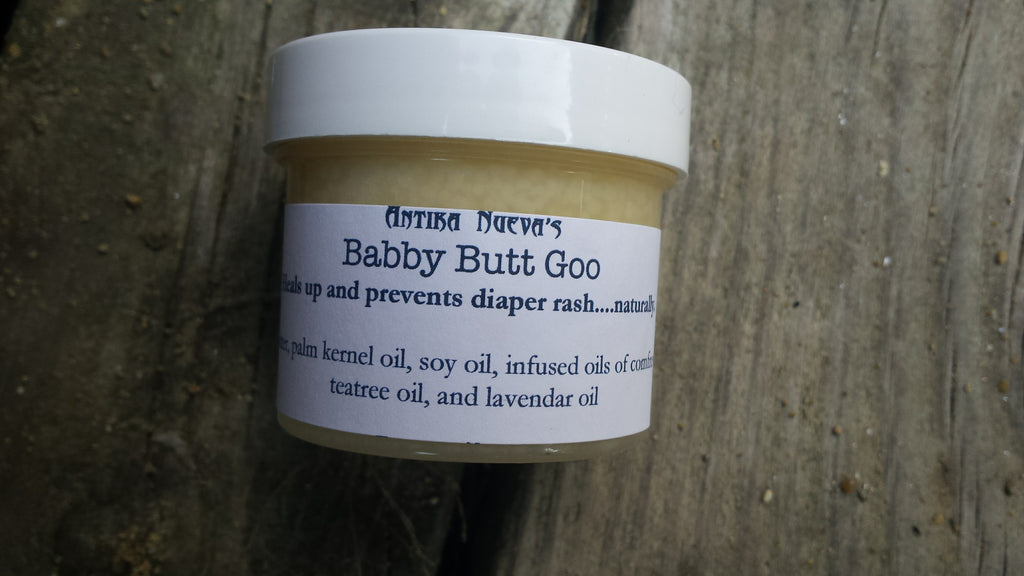 Antika Nueva's
Babby Butt Goo
Heals up and prevents diaper rash....naturally
palm kernel oil, soy oil, infused oils of
teatree oil, and lavendar oil